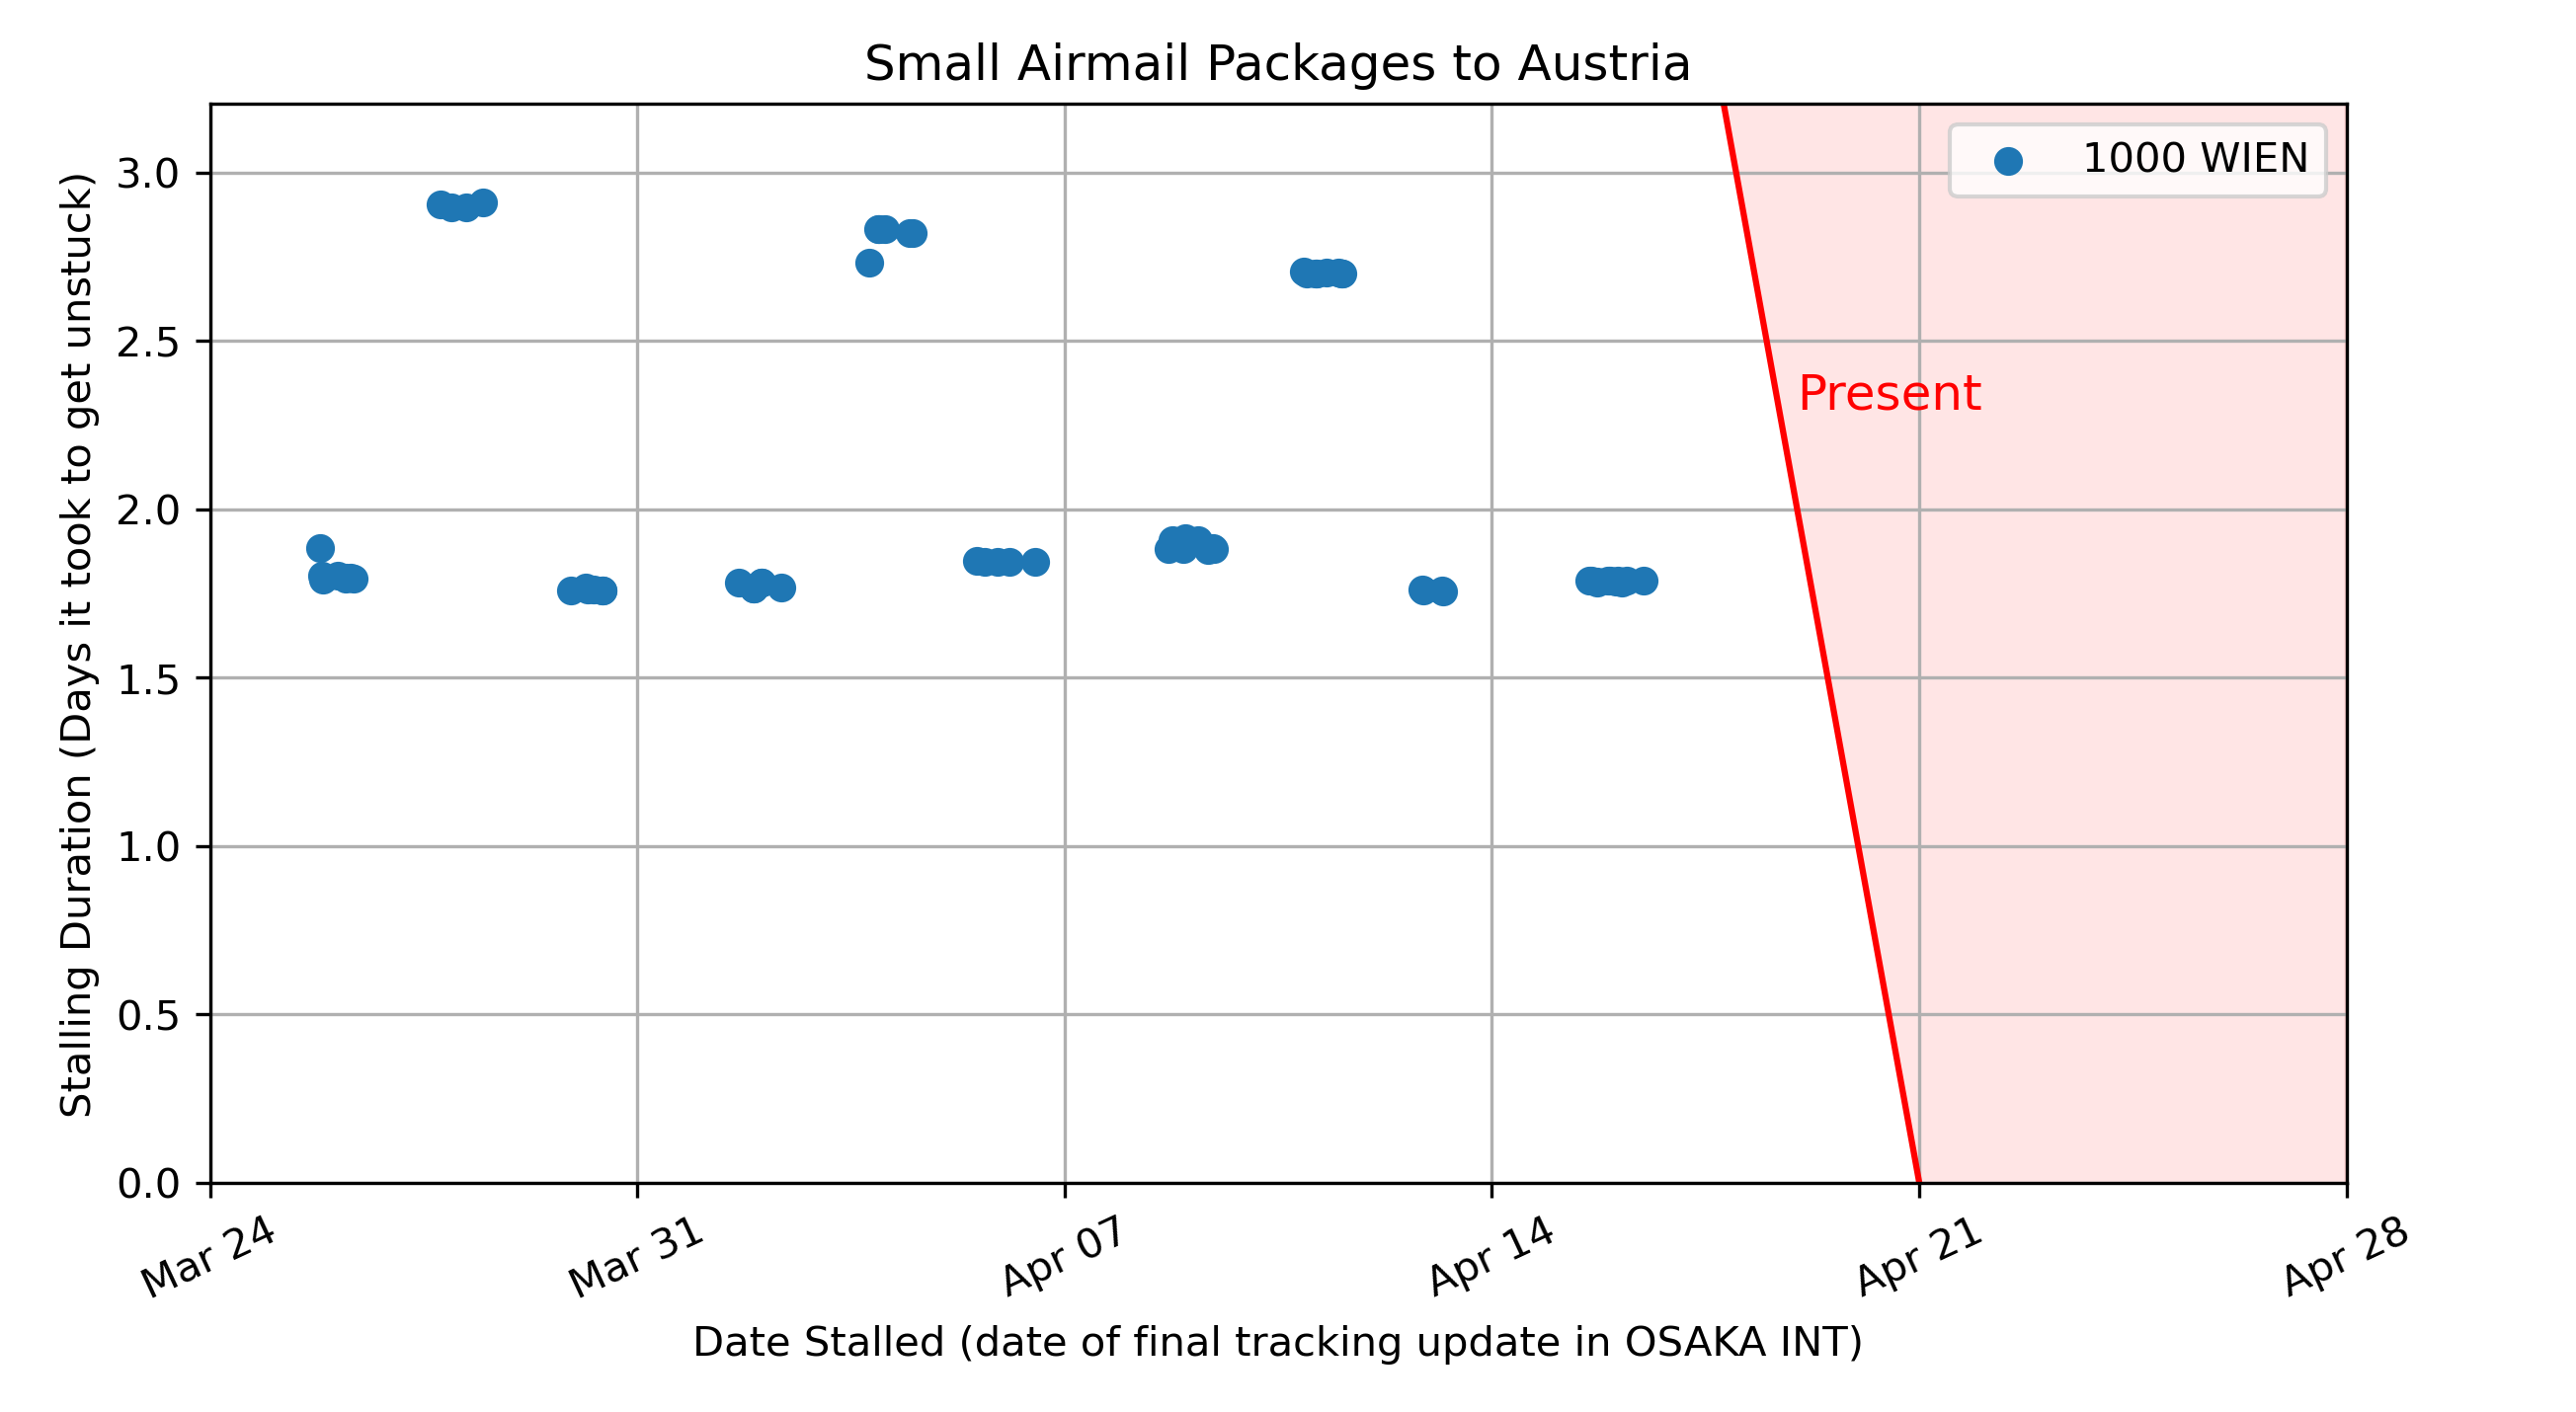 Small Airmail Packages to Austria
1000 WIEN
Present
Stalling Duration (Days it took to get unstuck)
3.0
2.5
2.0
1.5
1.0
0.5
0.0
Mar 24
Mar 31
Apr 07
Apr 14
Apr 21
Apr 28
Date Stalled (date of final tracking update in OSAKA INT)